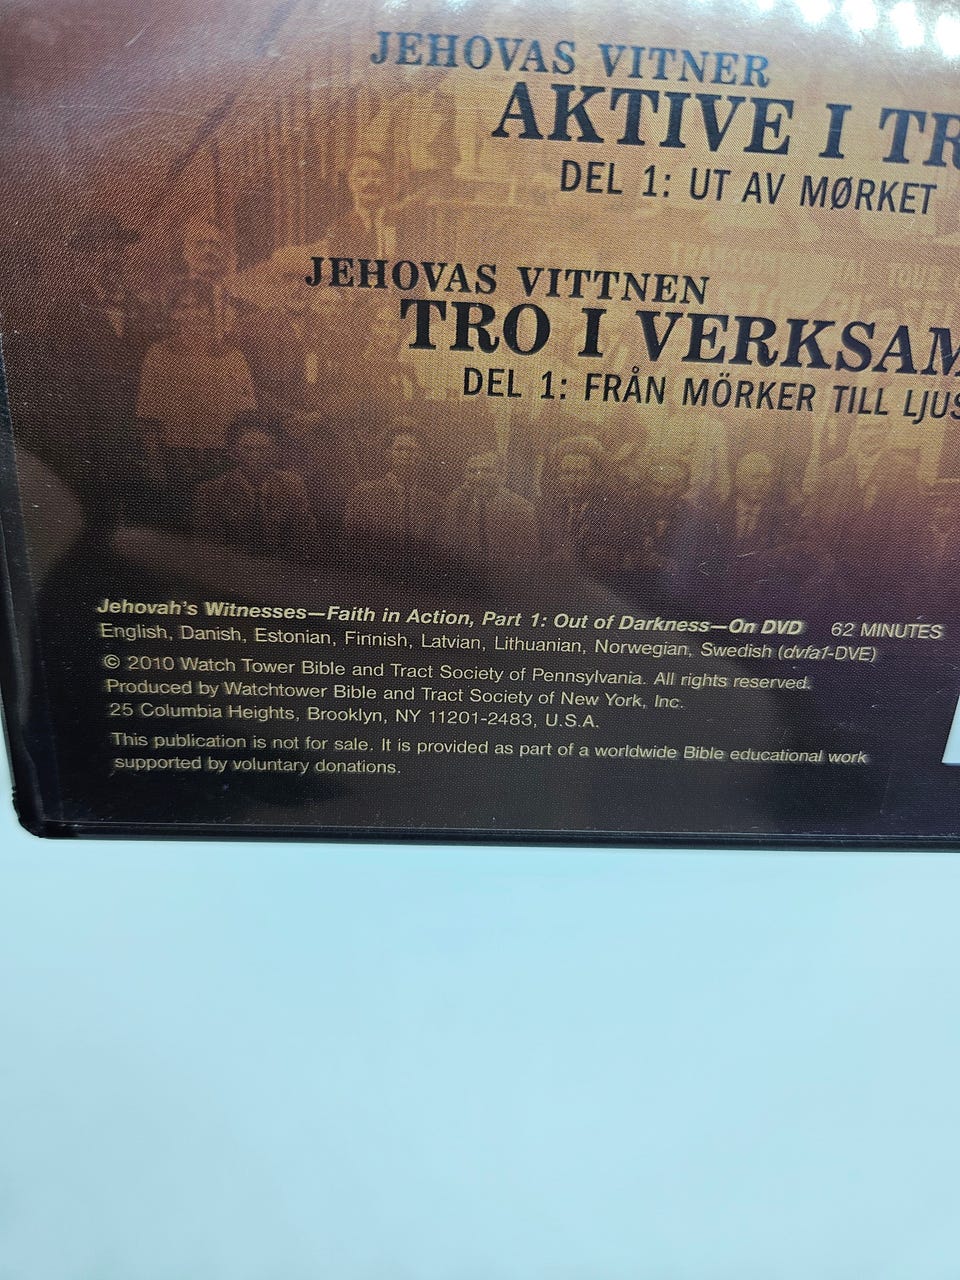 JEHOVAS VITNER
AKTIVE I
DEL 1: UT AV MØRKET
JEHOVAS VITTNEN
TRO I
DEL 1: FRÅN MÖRKER TILL
Jehovah's Witnesses—Faith in Action, Part 1: Out of Darkness—On DVD 62 MINUTES
English, Danish, Estonian, Finnish, Latvian, Lithuanian, Norwegian, Swedish (dvfa1-DVE)
© 2010 Watch Tower Bible and Tract Society of Pennsylvania. All rights reserved.
Produced by Watchtower Bible and Tract Society of New York, Inc.
25 Columbia Heights, Brooklyn, NY 11201-2483, U.S.A.
This publication is not for sale. It is provided as part of a worldwide Bible educational work
supported by voluntary donations.